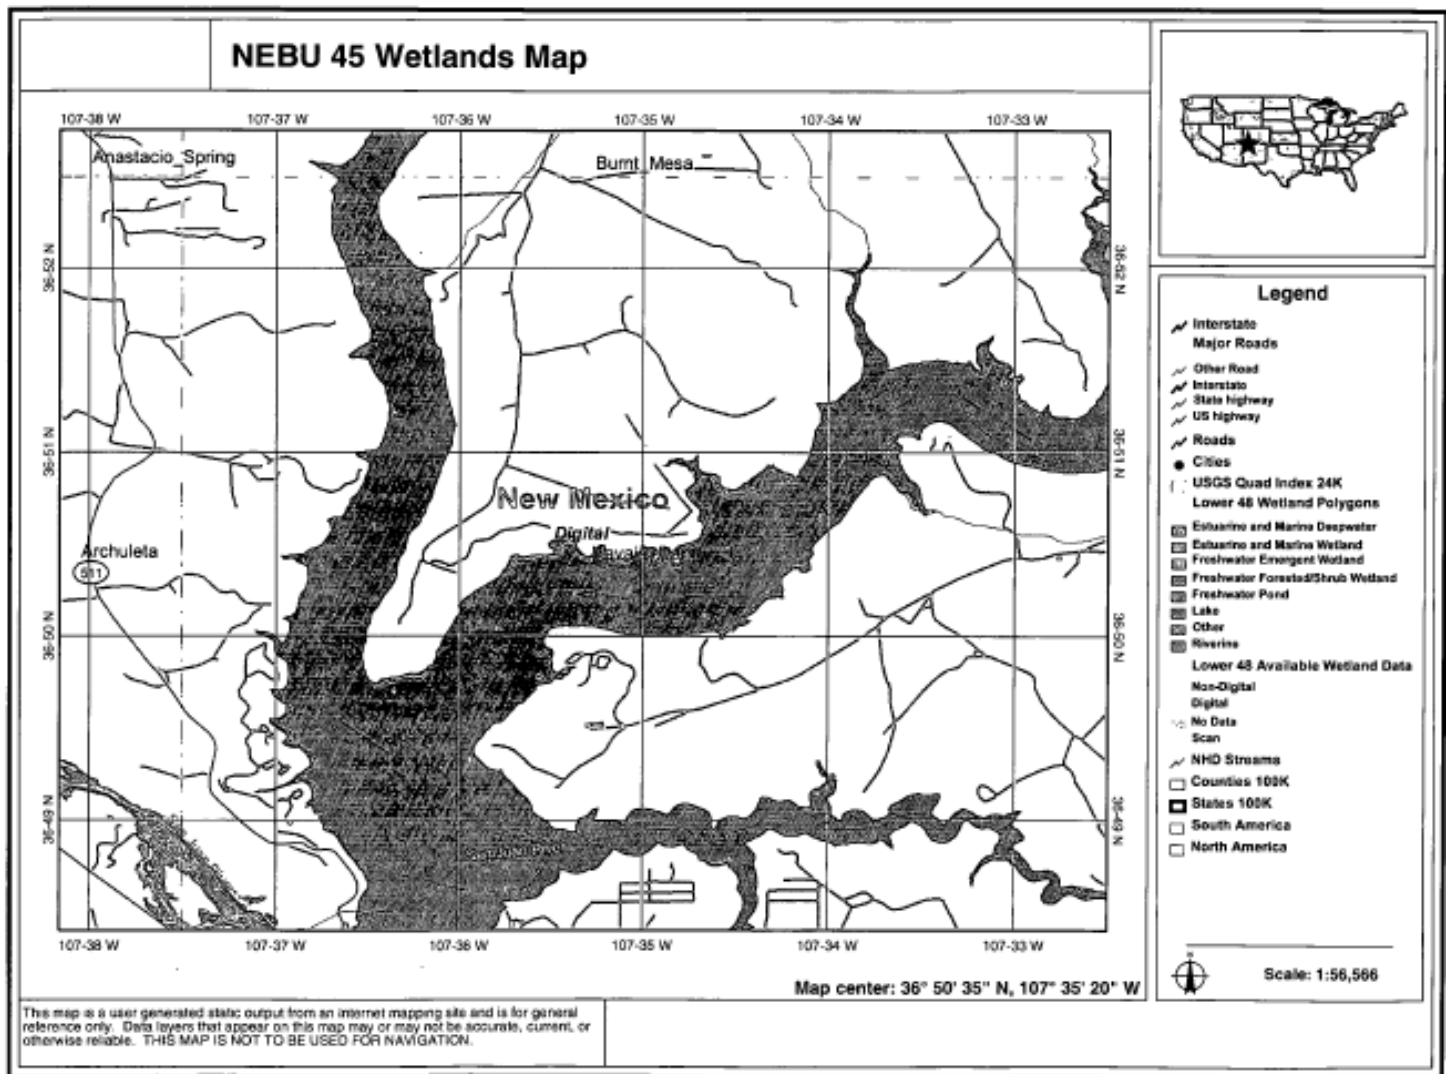 NEBU 45 Wetlands Map
107-38 W
107-37 W
107-36 W
107-35 W
107-34 W
107-33 W
Anastacio_Spring
Burnt_Mesa
36-52 N
36-52 N
36-51 N
36-51 N
New Mexico
Digital
Archuleta
511
36-50 N
36-50 N
36-49 N
36-49 N
107-38 W
107-37 W
107-36 W
107-35 W
107-34 W
107-33 W
Map center: 36° 50' 35" N, 107° 35' 20" W
Legend
Interstate
Major Roads
Other Road
Interstate
State highway
US highway
Roads
Cities
USGS Quad Index 24K
Lower 48 Wetland Polygons
Estuarine and Marine Deepwater
Estuarine and Marine Wetland
Freshwater Emergent Wetland
Freshwater Forested/Shrub Wetland
Freshwater Pond
Lake
Other
Riverine
Lower 48 Available Wetland Data
Non-Digital
Digital
No Data
Scan
NHD Streams
Counties 100K
States 100K
South America
North America
Scale: 1:56,566
This map is a user generated static output from an internet mapping site and is for general
reference only. Data layers that appear on this map may or may not be accurate, current, or
otherwise reliable. THIS MAP IS NOT TO BE USED FOR NAVIGATION.